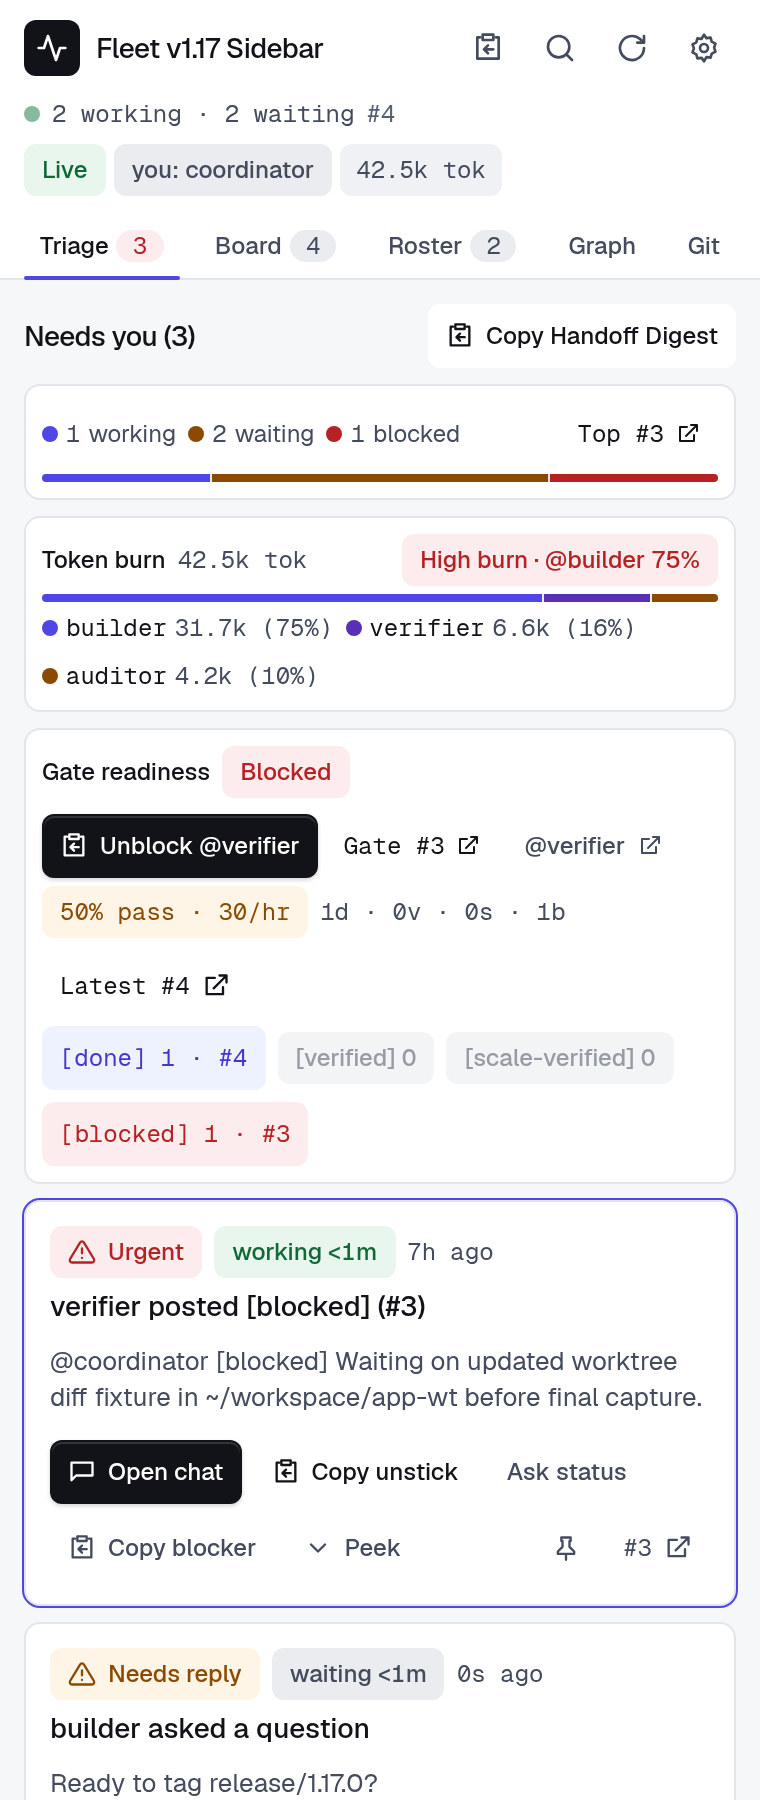 Fleet v1.17 Sidebar
2 working · 2 waiting #4
Live you: coordinator 42.5k tok
Triage 3 Board 4 Roster 2 Graph Git
Needs you (3) Copy Handoff Digest
1 working 2 waiting 1 blocked Top #3
Token burn 42.5k tok High burn · @builder 75%
builder 31.7k (75%) verifier 6.6k (16%)
auditor 4.2k (10%)
Gate readiness Blocked
Unblock @verifier Gate #3 @verifier
50% pass · 30/hr 1d · 0v · 0s · 1b
Latest #4
[done] 1 · #4 [verified] 0 [scale-verified] 0
[blocked] 1 · #3
Urgent working <1m 7h ago
verifier posted [blocked] (#3)
@coordinator [blocked] Waiting on updated worktree
diff fixture in ~/workspace/app-wt before final capture.
Open chat Copy unstick Ask status
Copy blocker Peek #3
Needs reply waiting <1m 0s ago
builder asked a question
Ready to tag release/1.17.0?